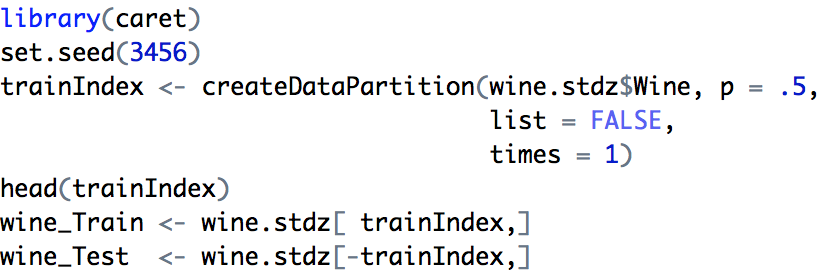 library(caret)
set.seed(3456)
trainIndex <- createDataPartition(wine.stdz$Wine, p = .5,
                                  list = FALSE,
                                  times = 1)
head(trainIndex)
wine_Train <- wine.stdz[ trainIndex,]
wine_Test  <- wine.stdz[-trainIndex,]